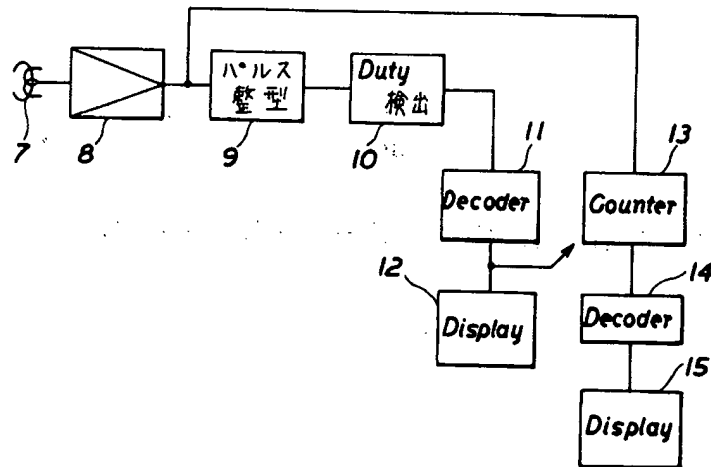 パルス
整型
Duty
検出
7
8
9
10
11
13
Decoder
Counter
12
14
Display
Decoder
15
Display